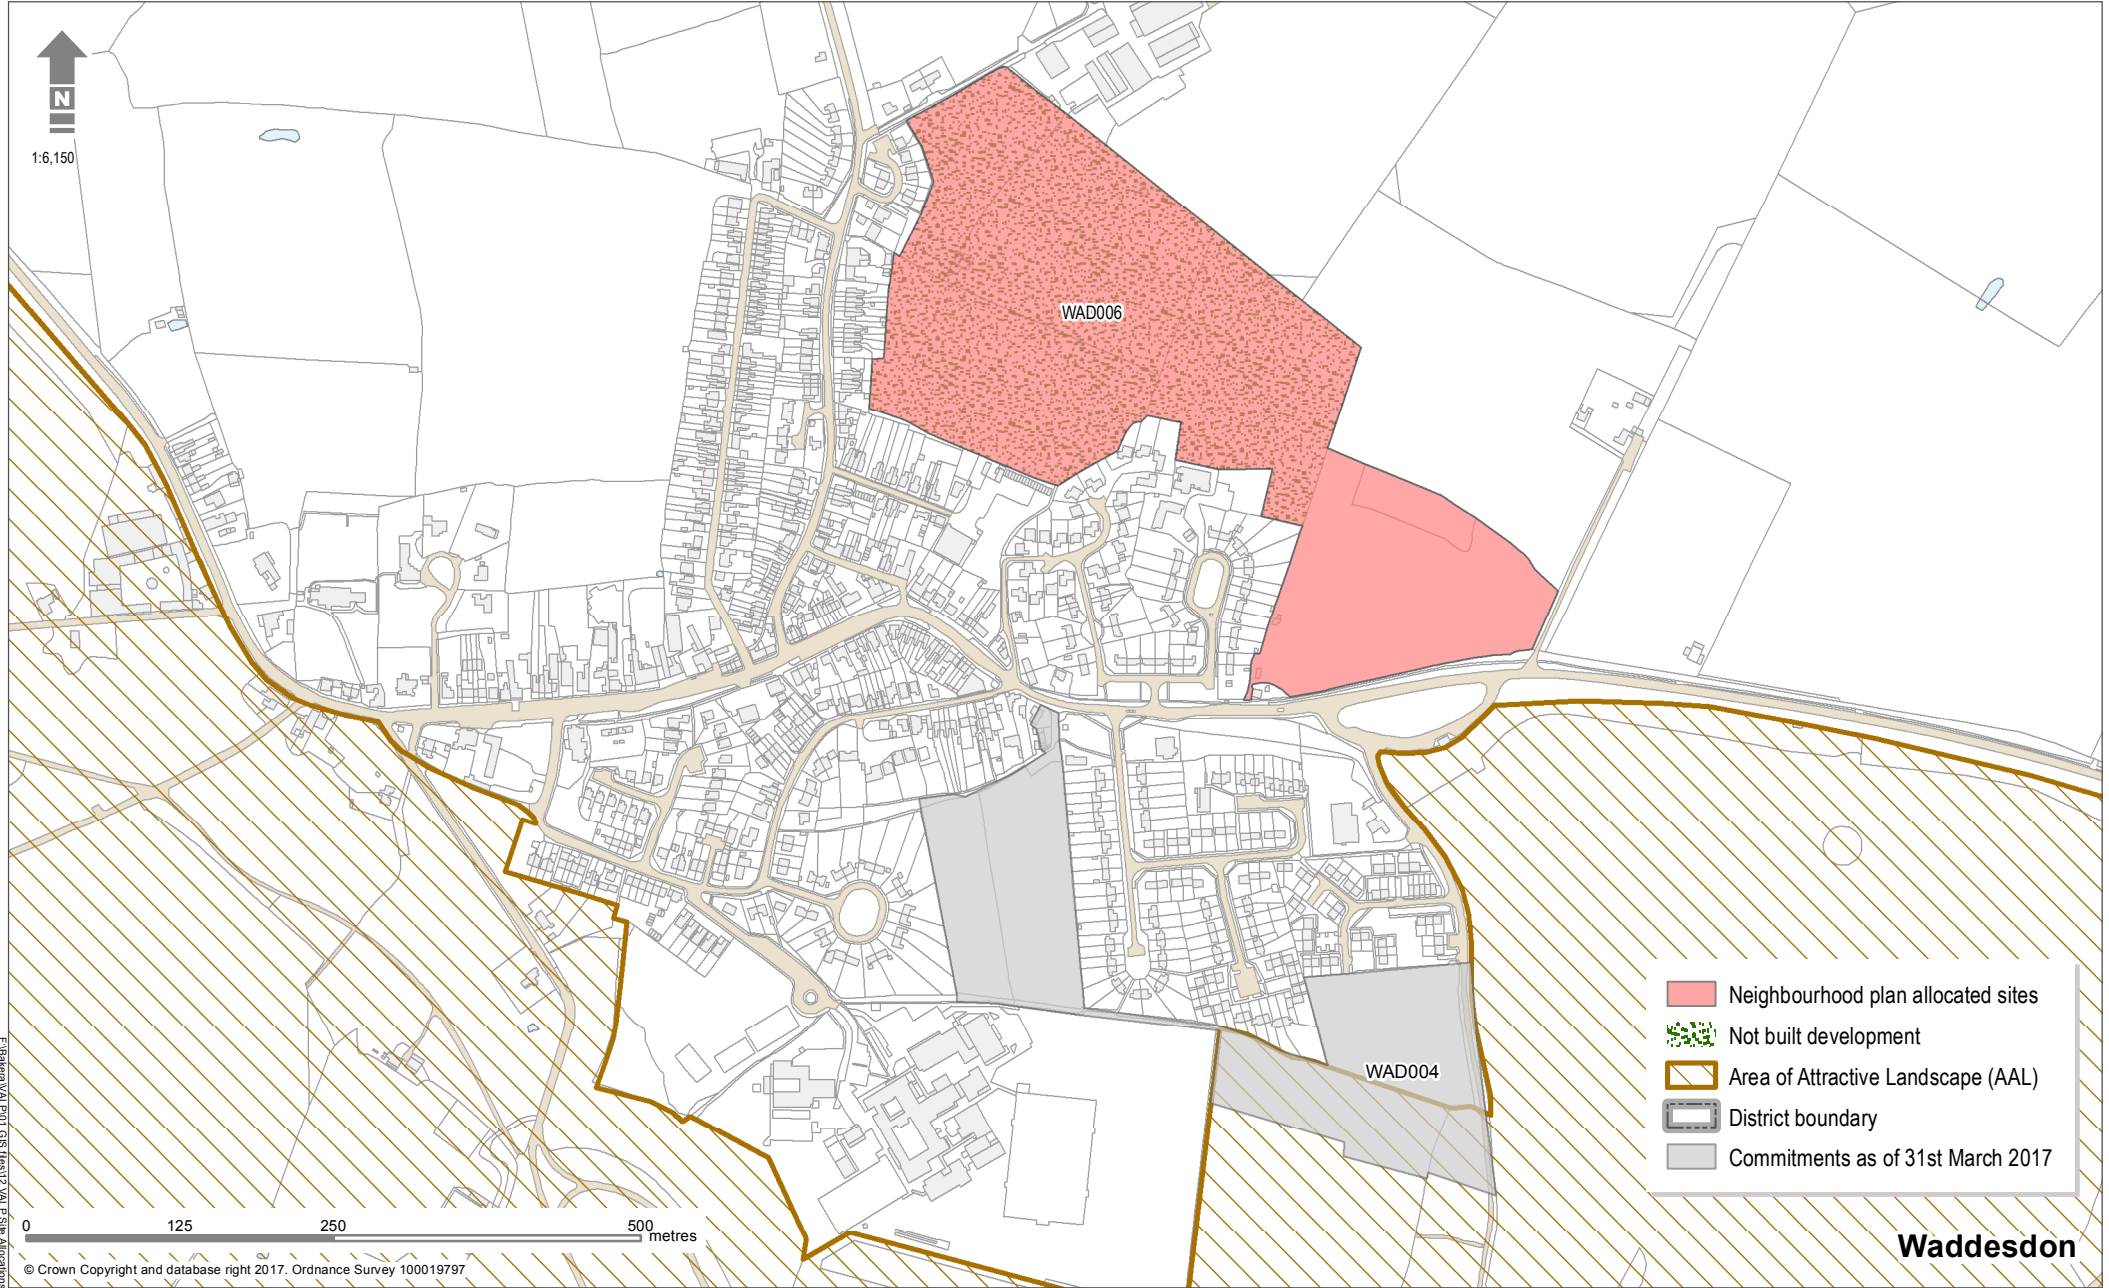 N
1:6,150
WAD006
WAD004
Neighbourhood plan allocated sites
Not built development
Area of Attractive Landscape (AAL)
District boundary
Commitments as of 31st March 2017
0 125 250 500
metres
© Crown Copyright and database right 2017. Ordnance Survey 100019797
Waddesdon